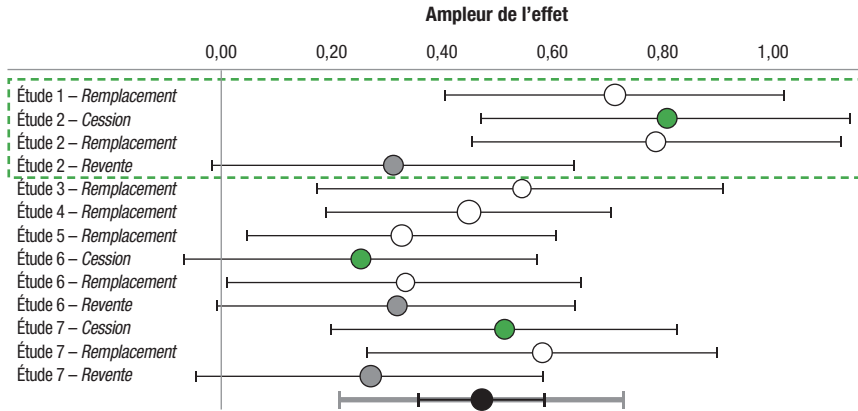 Ampleur de l’effet
0,00 0,20 0,40 0,60 0,80 1,00
Étude 1 – Remplacement
Étude 2 – Cession
Étude 2 – Remplacement
Étude 2 – Revente
Étude 3 – Remplacement
Étude 4 – Remplacement
Étude 5 – Remplacement
Étude 6 – Cession
Étude 6 – Remplacement
Étude 6 – Revente
Étude 7 – Cession
Étude 7 – Remplacement
Étude 7 – Revente